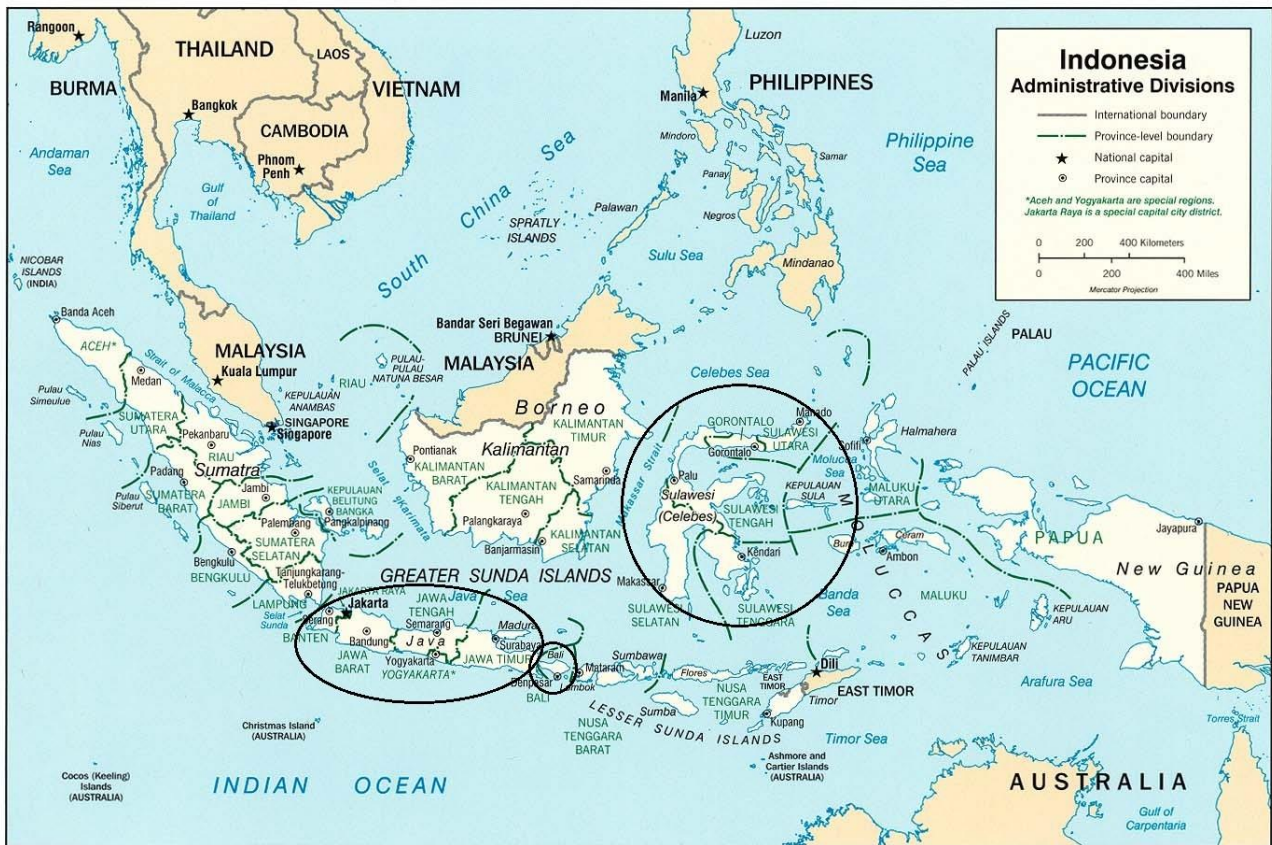 Indonesia
Administrative Divisions
International boundary
Province-level boundary
National capital
Province capital
*Aceh and Yogyakarta are special regions.
Jakarta Raya is a special capital city district.
0 200 400 Kilometers
0 200 400 Miles
Mercator Projection
Rangoon
THAILAND
LAOS
BURMA
VIETNAM
Bangkok
CAMBODIA
Phnom
Penh
Andaman
Sea
Gulf
of
Thailand
Luzon
Manila
PHILIPPINES
Philippine
Sea
Mindoro
Samar
Panay
Negros
Palawan
Mindanao
Sulu Sea
South China Sea
SPRATLY
ISLANDS
NICOBAR
ISLANDS
(INDIA)
Banda Aceh
ACEH*
Strait of Malacca
Medan
Pulau
Simeulue
SUMATERA
UTARA
Pulau
Nias
MALAYSIA
Kuala Lumpur
KEPULAUAN
ANAMBAS
SINGAPORE
Singapore
RIAU
PULAU-
PULAU
NATUNA BESAR
Bandar Seri Begawan
BRUNEI
MALAYSIA
Celebes Sea
PALAU ISLANDS
PALAU
PACIFIC
OCEAN
Pekanbaru
RIAU
Sumatra
Padang
SUMATERA
BARAT
Pulau
Siberut
Jambi
JAMBI
KEPULAUAN
BELITUNG
BANGKA
Pangkalpinang
Palembang
SUMATERA
SELATAN
Bengkulu
BENGKULU
Tanjungkarang-
Telukbetung
LAMPUNG
Selat
Sunda
Selat Karimata
Borneo
KALIMANTAN
TIMUR
Kalimantan
Pontianak
KALIMANTAN
BARAT
Samarinda
KALIMANTAN
TENGAH
Palangkaraya
Banjarmasin
KALIMANTAN
SELATAN
Makassar Strait
GORONTALO
Manado
SULAWESI
UTARA
Gorontalo
Palu
Sulawesi
(Celebes)
SULAWESI
TENGAH
Kendari
Makassar
SULAWESI
SELATAN
SULAWESI
TENGGARA
Sofifi
Halmahera
Molucca
Sea
KEPULAUAN
SULA
MALUKU
UTARA
MOLUCCAS
Buru
Ceram
Ambon
Banda
Sea
MALUKU
PAPUA
Jayapura
New Guinea
PAPUA
NEW
GUINEA
KEPULAUAN
ARU
KEPULAUAN
TANIMBAR
Arafura Sea
GREATER SUNDA ISLANDS
JAKARTA RAYA
Java Sea
Jakarta
Serang
BANTEN
JAWA
TENGAH
Semarang
Madura
Bandung
Java
Surabaya
JAWA
BARAT
Yogyakarta
YOGYAKARTA*
JAWA TIMUR
Bali
Denpasar
BALI
Mataram
Lombok
Sumbawa
Flores
Sumba
LESSER SUNDA ISLANDS
NUSA
TENGGARA
BARAT
NUSA
TENGGARA
TIMUR
EAST
TIMOR
Dili
EAST TIMOR
Timor
Kupang
Timor Sea
Ashmore and
Cartier Islands
(AUSTRALIA)
Christmas Island
(AUSTRALIA)
Cocos (Keeling)
Islands
(AUSTRALIA)
INDIAN OCEAN
AUSTRALIA
Torres Strait
Gulf of
Carpentaria